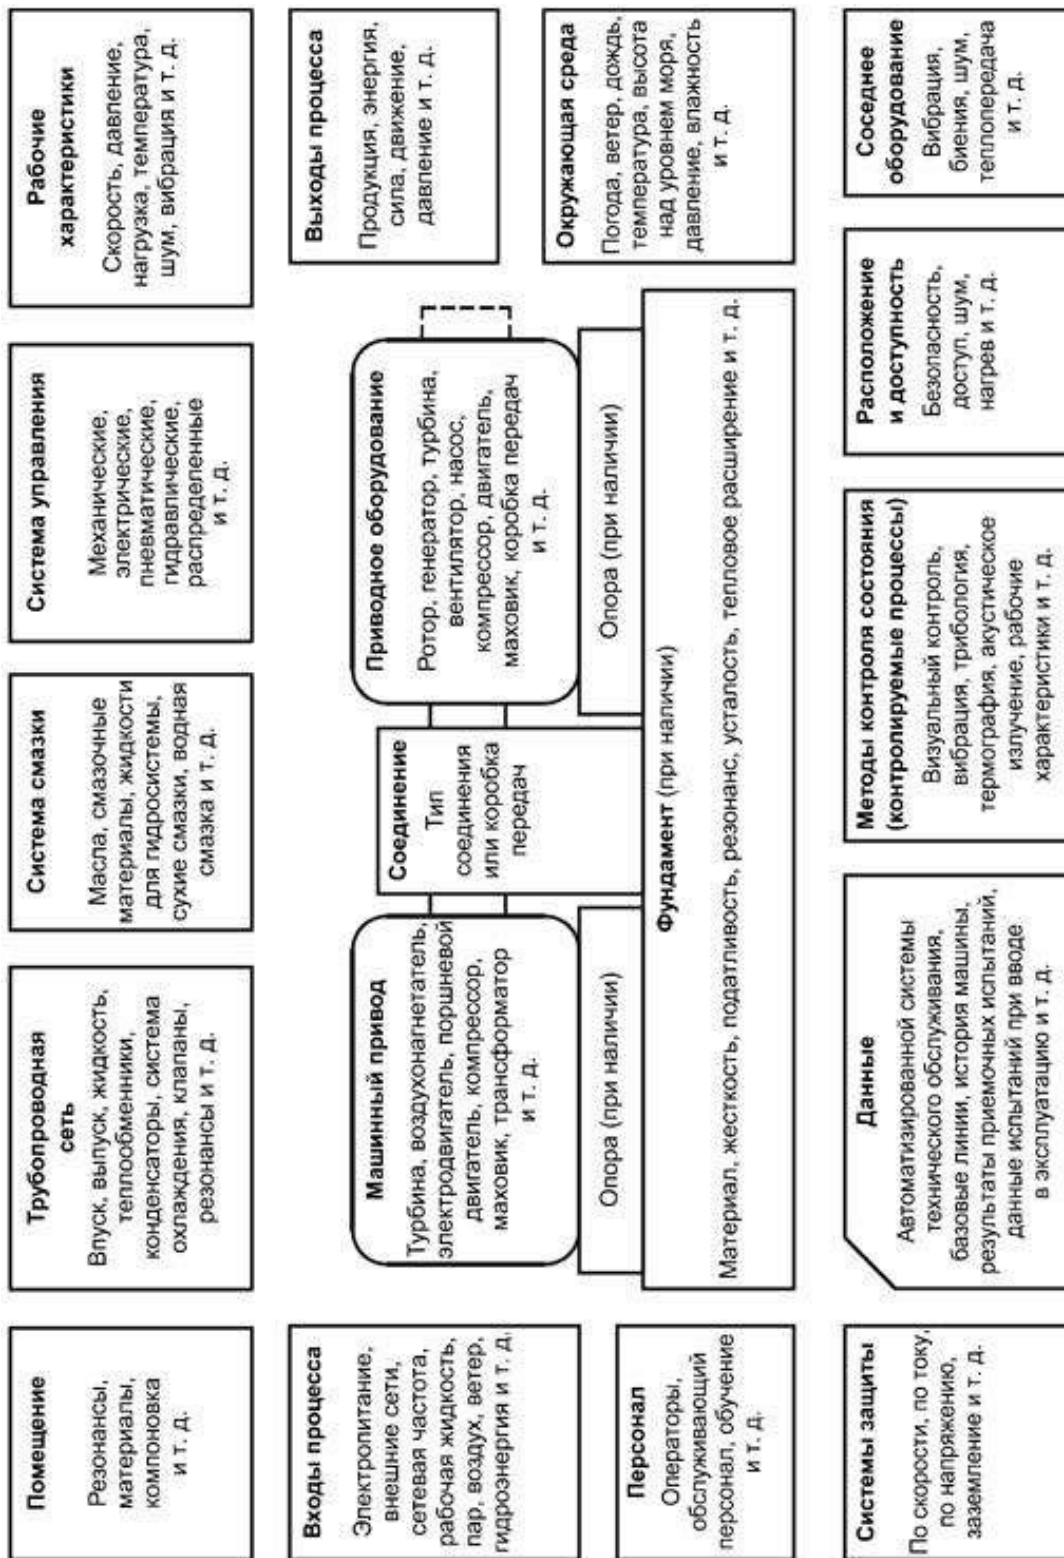 Помещение
Резонансы,
материалы,
компоновка
и т. д.
Трубопроводная
сеть
Впуск, выпуск, жидкость,
теплообменники,
конденсаторы, система
охлаждения, клапаны,
резонансы и т. д.
Система смазки
Масла, смазочные
материалы, жидкости
для гидросистемы,
сухие смазки, водная
смазка и т. д.
Система управления
Механические,
электрические,
пневматические,
гидравлические,
распределенные
и т. д.
Рабочие
характеристики
Скорость, давление,
нагрузка, температура,
шум, вибрация и т. д.
Входы процесса
Электропитание,
внешние сети,
сетевая частота,
рабочая жидкость,
пар, воздух, ветер,
гидроэнергия и т. д.
Машинный привод
Турбина, воздухонагнетатель,
электродвигатель, поршневой
двигатель, компрессор,
маховик, трансформатор
и т. д.
Соединение
Тип
соединения
или коробка
передач
Приводное оборудование
Ротор, генератор, турбина,
вентилятор, насос,
компрессор, двигатель,
маховик, коробка передач
и т. д.
Выходы процесса
Продукция, энергия,
сила, движение,
давление и т. д.
Опора (при наличии)
Опора (при наличии)
Фундамент (при наличии)
Материал, жесткость, податливость, резонанс, усталость, тепловое расширение и т. д.
Персонал
Операторы,
обслуживающий
персонал, обучение
и т. д.
Окружающая среда
Погода, ветер, дождь,
температура, высота
над уровнем моря,
давление, влажность
и т. д.
Системы защиты
По скорости, по току,
по напряжению,
заземление и т. д.
Данные
Автоматизированной системы
технического обслуживания,
базовые линии, история машины,
результаты приемочных испытаний,
данные испытаний при вводе
в эксплуатацию и т. д.
Методы контроля состояния
(контролируемые процессы)
Визуальный контроль,
вибрация, трибология,
термография, акустическое
излучение, рабочие
характеристики и т. д.
Расположение
и доступность
Безопасность,
доступ, шум,
нагрев и т. д.
Соседнее
оборудование
Вибрация,
биения, шум,
теплопередача
и т. д.